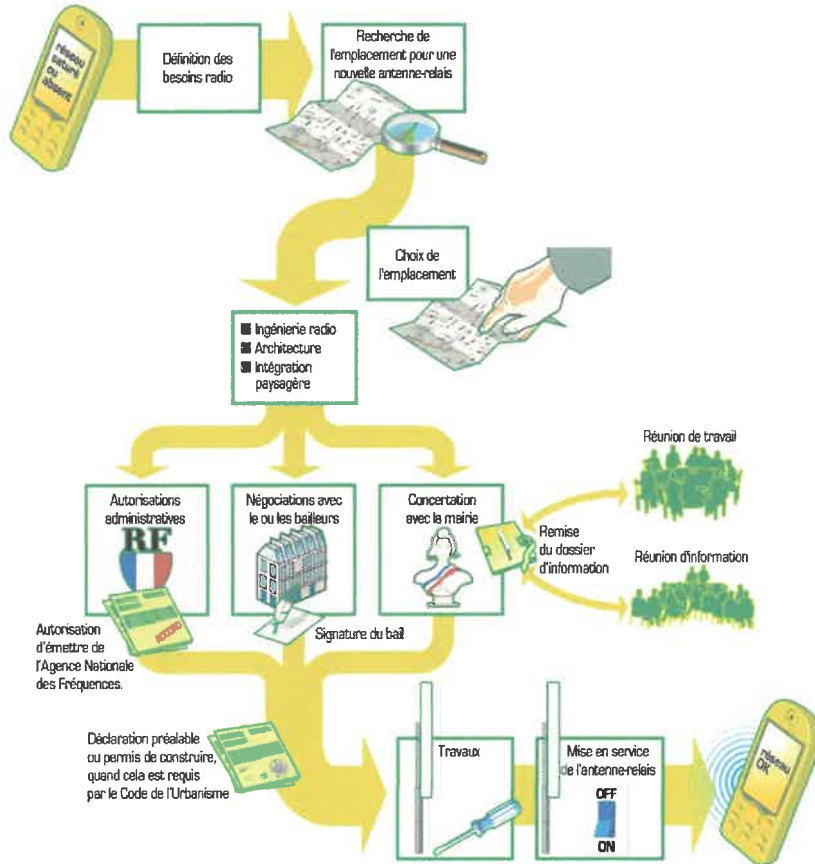 réseau
saturé
ou
absent
Définition des
besoins radio
Recherche de
l'emplacement pour une
nouvelle antenne-relais
Choix de
l'emplacement
Ingénierie radio
Architecture
Intégration
paysagère
Autorisations
administratives
RF
ACCORD
Autorisation
d'émettre de
l'Agence Nationale
des Fréquences.
Négociations avec
le ou les bailleurs
Signature du bail
Concertation
avec la mairie
Remise
du dossier
d'information
Réunion de travail
Réunion d'information
Déclaration préalable
ou permis de construire,
quand cela est requis
par le Code de l'Urbanisme
Travaux
Mise en service
de l'antenne-relais
OFF
ON
réseau
OK